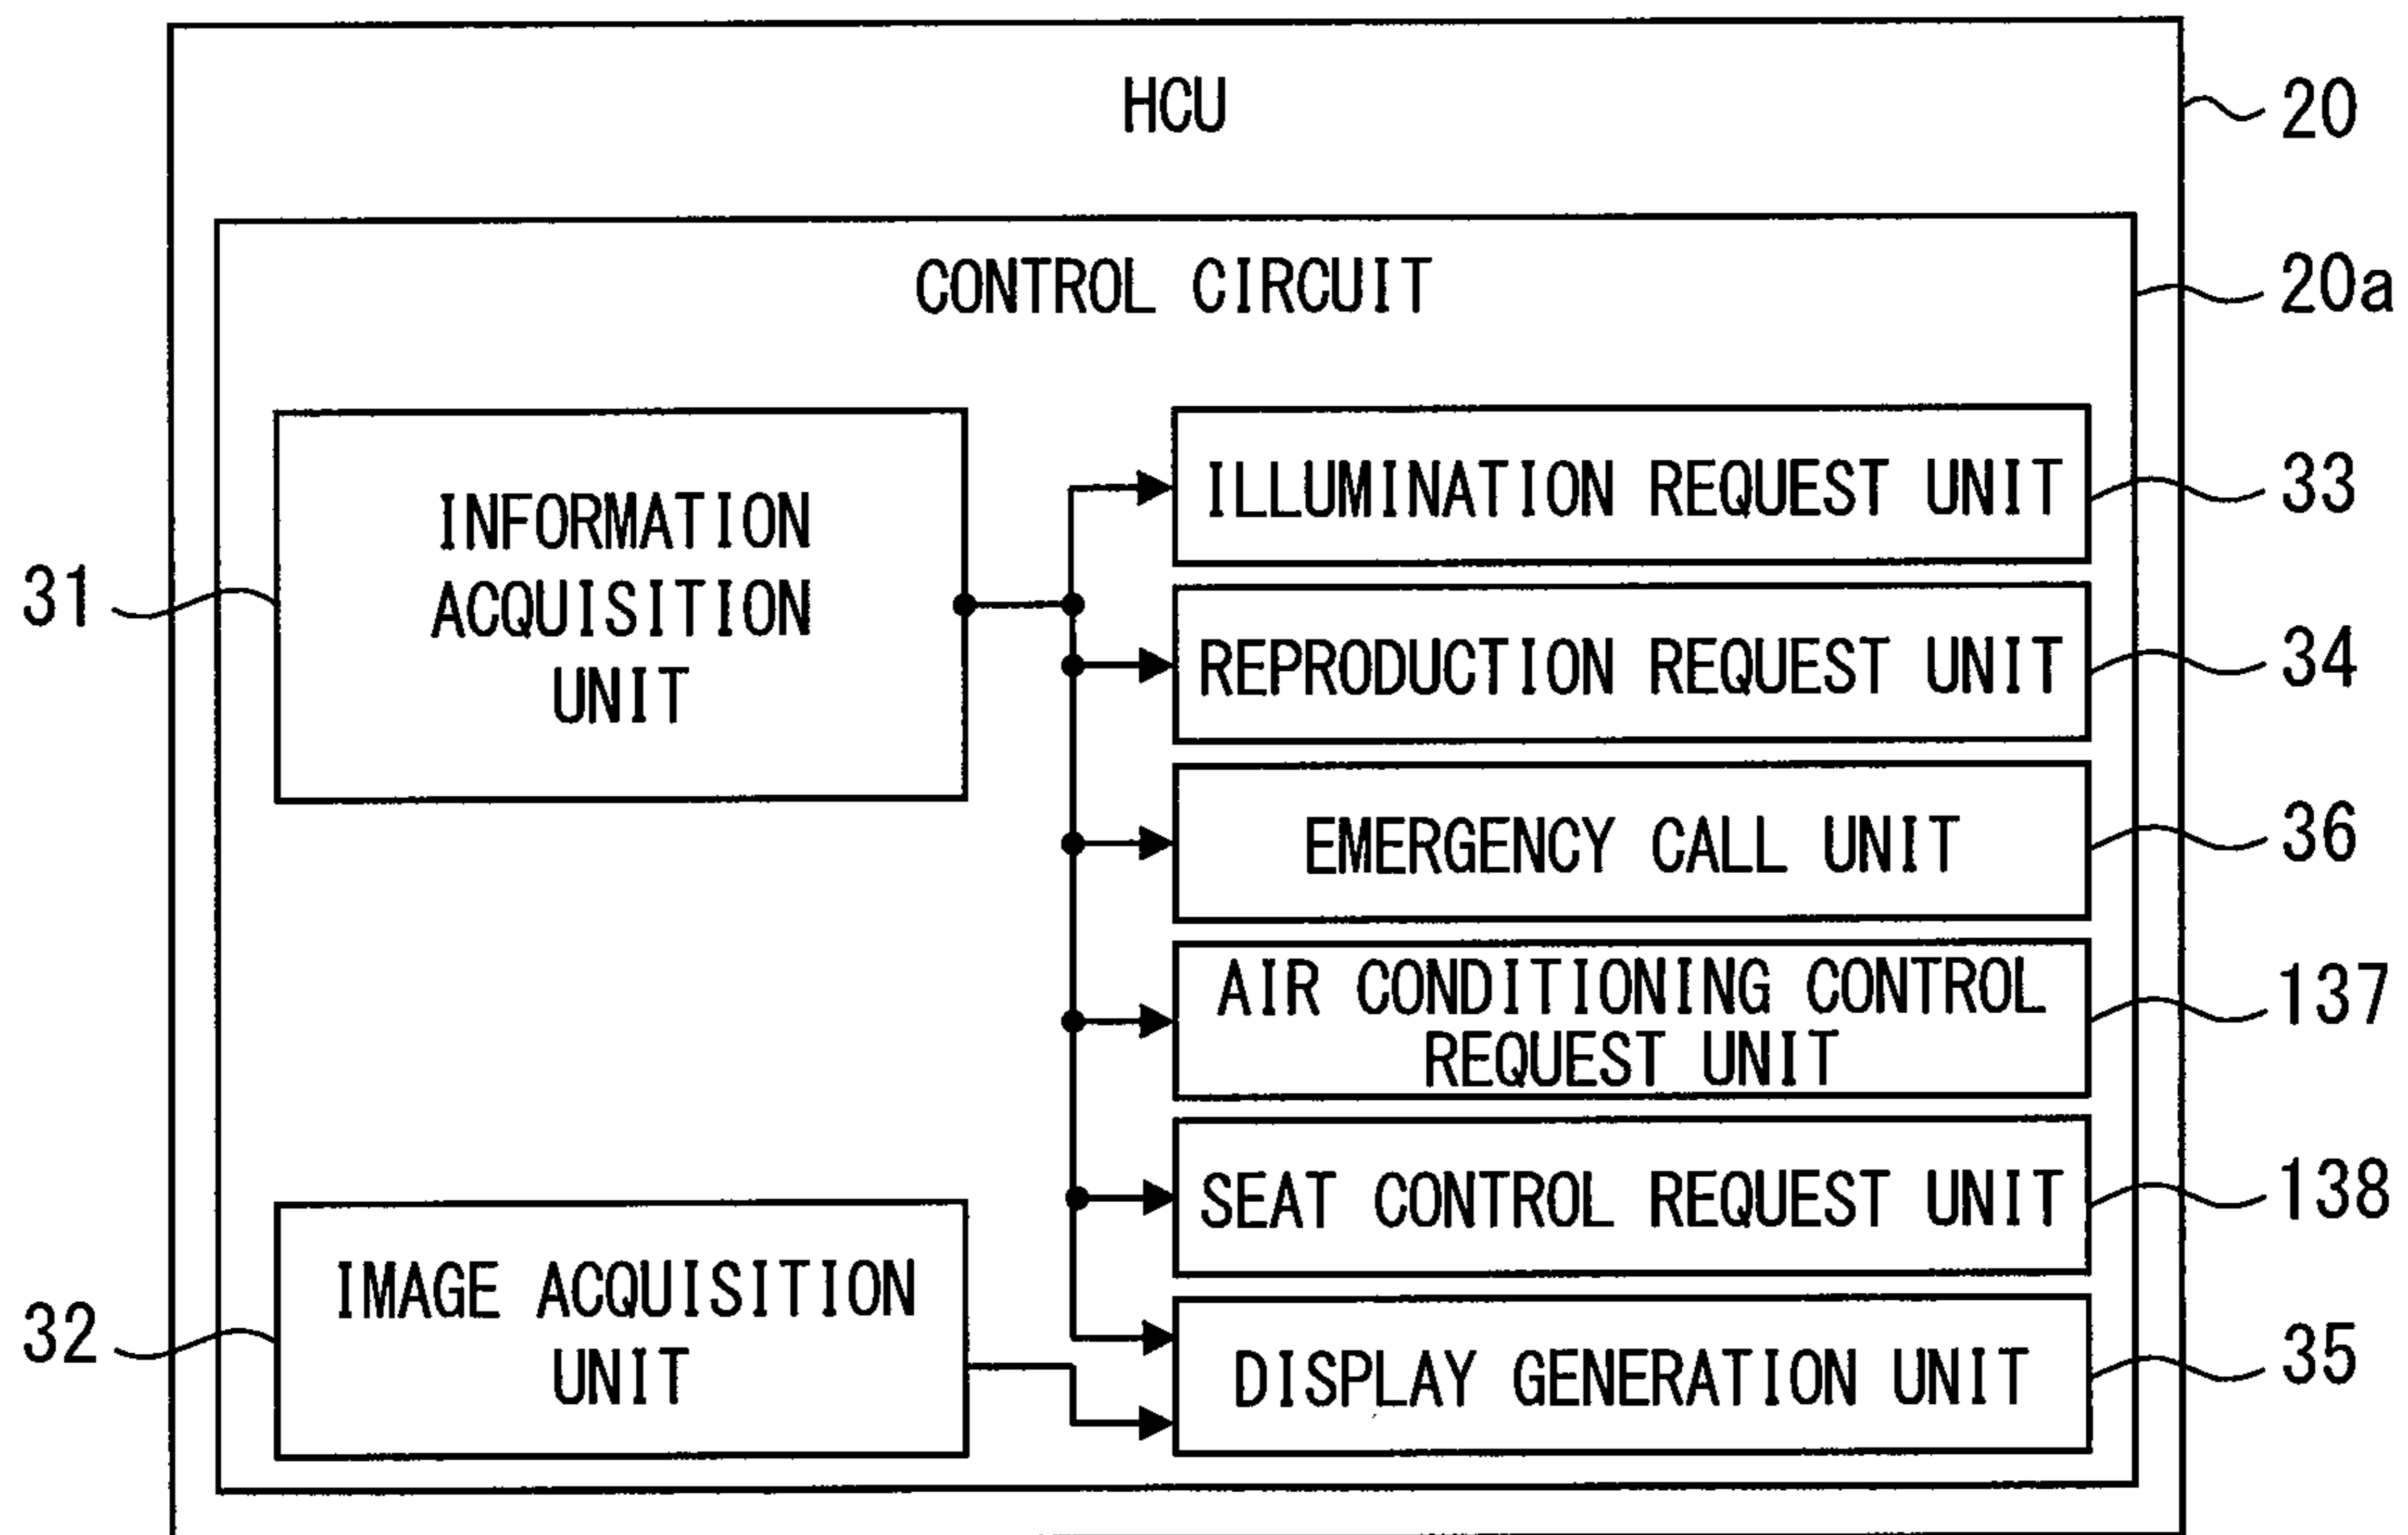 HCU
20
CONTROL CIRCUIT
20a
INFORMATION
ACQUISITION
UNIT
31
ILLUMINATION REQUEST UNIT
33
REPRODUCTION REQUEST UNIT
34
EMERGENCY CALL UNIT
36
AIR CONDITIONING CONTROL
REQUEST UNIT
137
SEAT CONTROL REQUEST UNIT
138
IMAGE ACQUISITION
UNIT
32
DISPLAY GENERATION UNIT
35